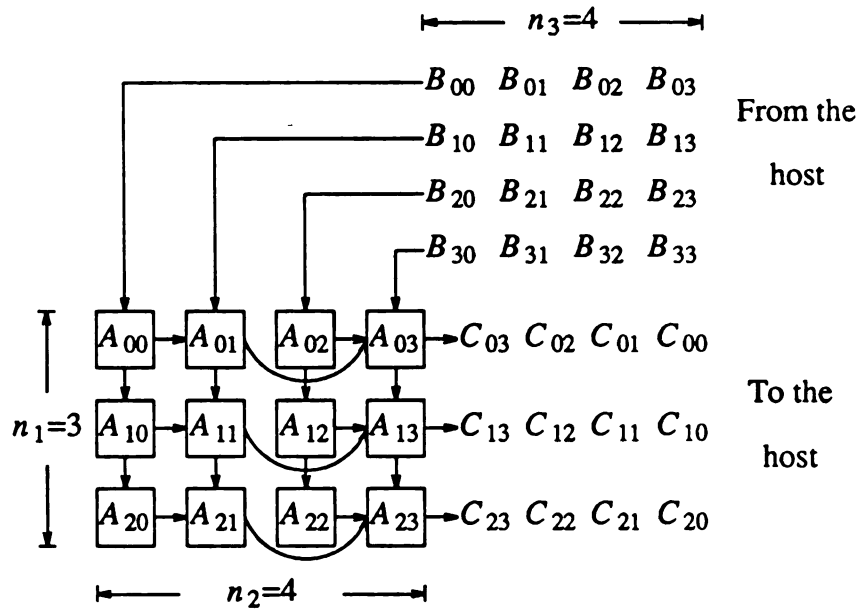 n₃=4
B₀₀ B₀₁ B₀₂ B₀₃
From the
B₁₀ B₁₁ B₁₂ B₁₃
host
B₂₀ B₂₁ B₂₂ B₂₃
B₃₀ B₃₁ B₃₂ B₃₃
A₀₀ A₀₁ A₀₂ A₀₃ C₀₃ C₀₂ C₀₁ C₀₀
To the
n₁=3 A₁₀ A₁₁ A₁₂ A₁₃ C₁₃ C₁₂ C₁₁ C₁₀
host
A₂₀ A₂₁ A₂₂ A₂₃ C₂₃ C₂₂ C₂₁ C₂₀
n₂=4